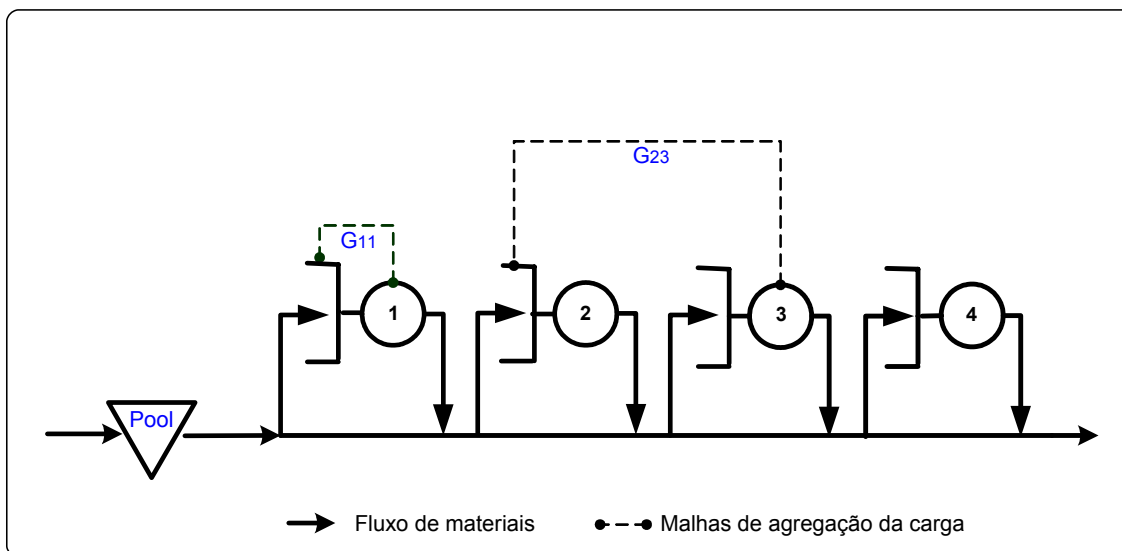 G23
G11
1
2
3
4
Pool
Fluxo de materiais
Malhas de agregação da carga